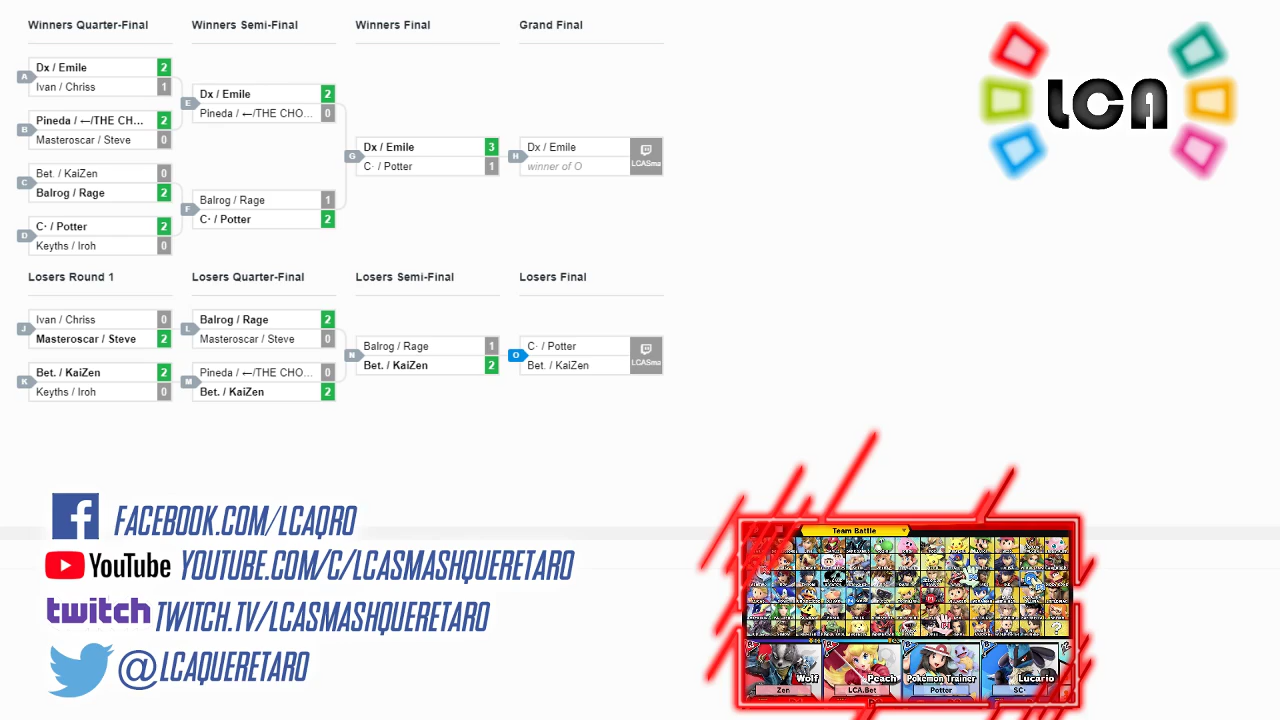 Winners Quarter-Final
Winners Semi-Final
Winners Final
Grand Final
A
Dx / Emile 2
Ivan / Chriss 1
B
Pineda / ←/THE CH... 2
Masteroscar / Steve 0
C
Bet. / KaiZen 0
Balrog / Rage 2
D
C· / Potter 2
Keyths / Iroh 0
E
Dx / Emile 2
Pineda / ←/THE CHO... 0
F
Balrog / Rage 1
C· / Potter 2
G
Dx / Emile 3
C· / Potter 1
H
Dx / Emile
winner of O
LCASma
Losers Round 1
Losers Quarter-Final
Losers Semi-Final
Losers Final
J
Ivan / Chriss 0
Masteroscar / Steve 2
K
Bet. / KaiZen 2
Keyths / Iroh 0
L
Balrog / Rage 2
Masteroscar / Steve 0
M
Pineda / ←/THE CHO... 0
Bet. / KaiZen 2
N
Balrog / Rage 1
Bet. / KaiZen 2
O
C· / Potter
Bet. / KaiZen
LCASma
LCA
FACEBOOK.COM/LCAQRO
YouTube YOUTUBE.COM/C/LCASMASHQUERETARO
twitch TWITCH.TV/LCASMASHQUERETARO
@LCAQUERETARO
Team Battle
Wolf
Zen
Peach
LCA.Bet
Pokémon Trainer
Potter
Lucario
SC·